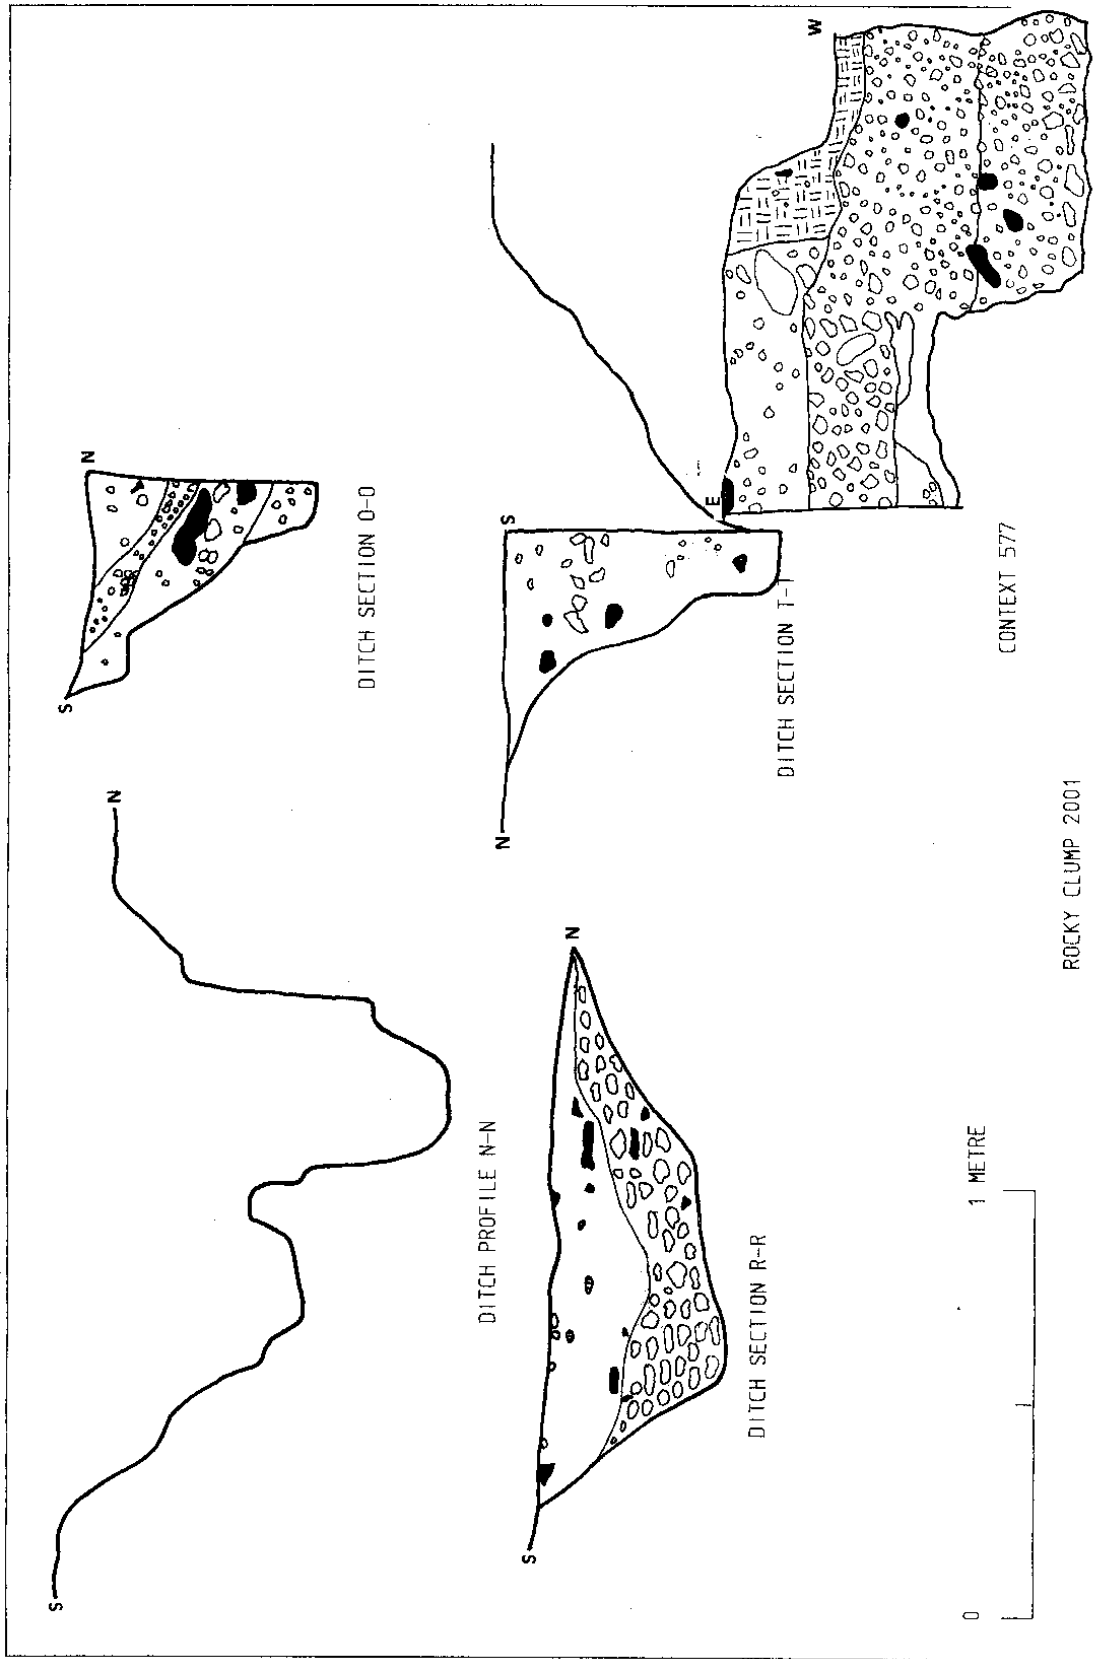 S
N
DITCH PROFILE N-N
S
N
DITCH SECTION O-O
S
N
DITCH SECTION R-R
N
S
DITCH SECTION T-T
E
W
CONTEXT 577
0
1 METRE
ROCKY CLUMP 2001